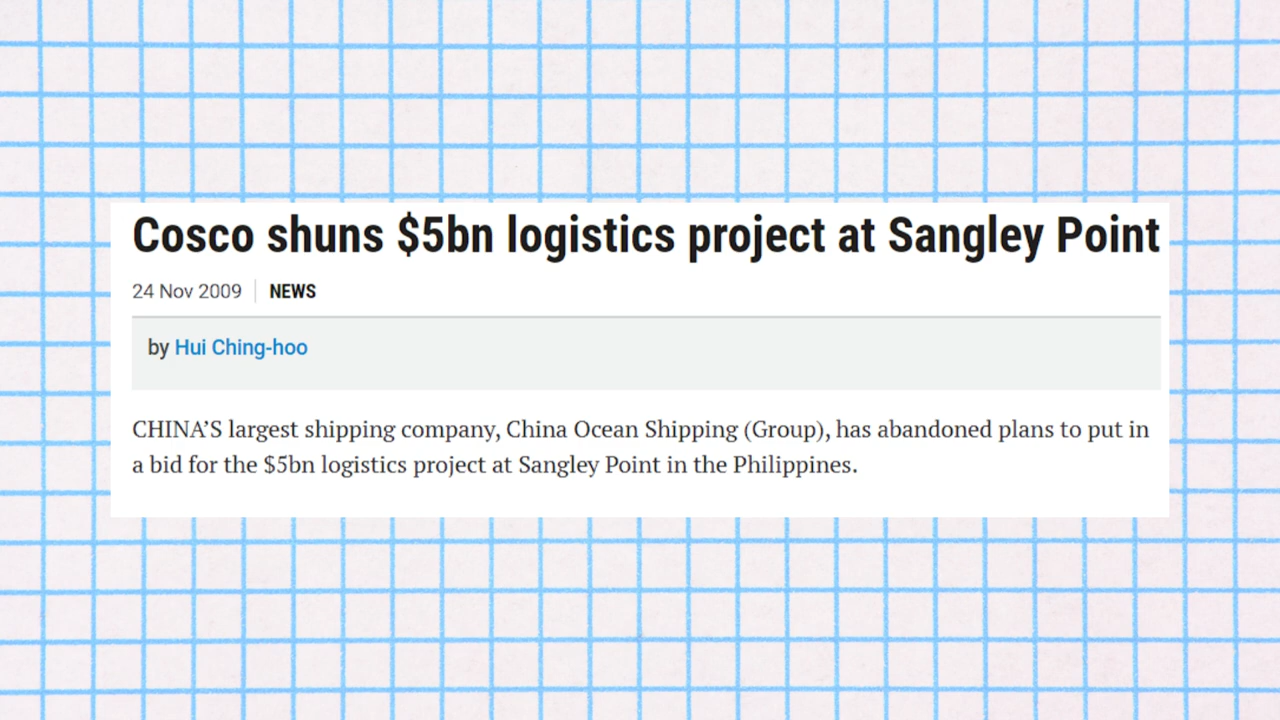 Cosco shuns $5bn logistics project at Sangley Point
24 Nov 2009 NEWS
by Hui Ching-hoo
CHINA’S largest shipping company, China Ocean Shipping (Group), has abandoned plans to put in
a bid for the $5bn logistics project at Sangley Point in the Philippines.